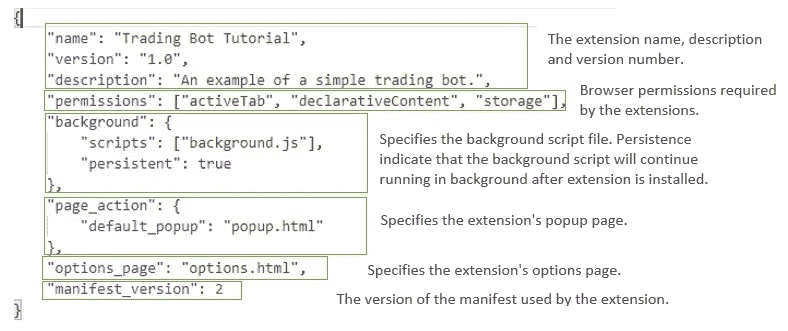 {
"name": "Trading Bot Tutorial",
"version": "1.0",
"description": "An example of a simple trading bot.",
The extension name, description
and version number.
"permissions": ["activeTab", "declarativeContent", "storage"],
Browser permissions required
by the extensions.
"background": {
"scripts": ["background.js"],
"persistent": true
},
Specifies the background script file. Persistence
indicate that the background script will continue
running in background after extension is installed.
"page_action": {
"default_popup": "popup.html"
},
Specifies the extension's popup page.
"options_page": "options.html",
Specifies the extension's options page.
"manifest_version": 2
The version of the manifest used by the extension.
}